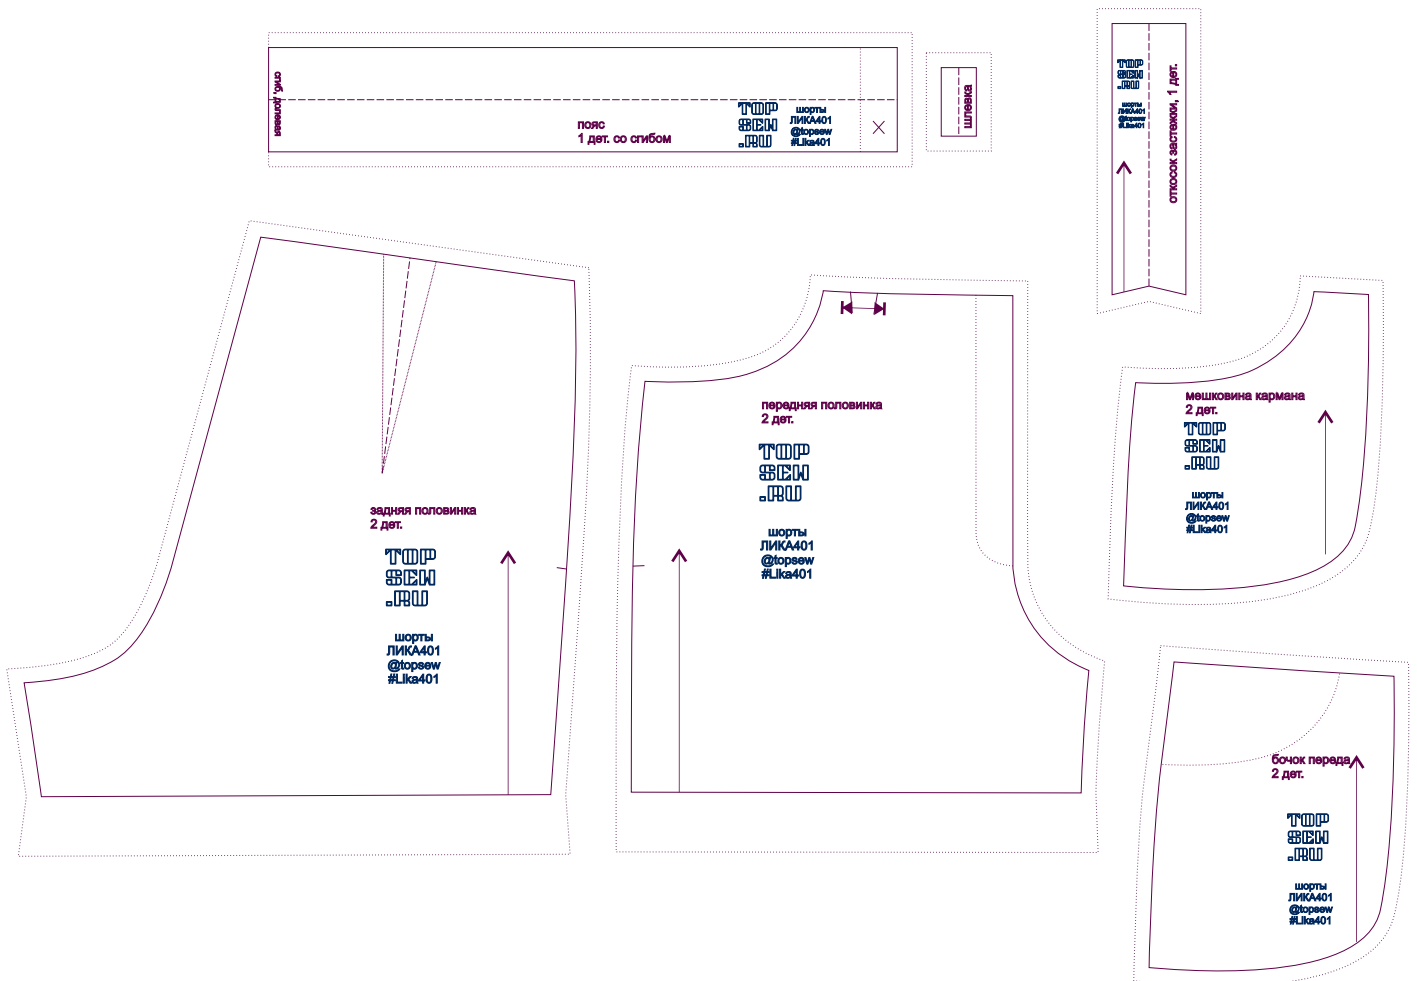 сгиб, долевая
пояс
1 дет. со сгибом
TOP
SEW
.RU
шорты
ЛИКА401
@topsew
#Lika401
шлевка
TOP
SEW
.RU
шорты
ЛИКА401
@topsew
#Lika401
откосок застежки, 1 дет.
задняя половинка
2 дет.
TOP
SEW
.RU
шорты
ЛИКА401
@topsew
#Lika401
передняя половинка
2 дет.
TOP
SEW
.RU
шорты
ЛИКА401
@topsew
#Lika401
мешковина кармана
2 дет.
TOP
SEW
.RU
шорты
ЛИКА401
@topsew
#Lika401
бочок переда
2 дет.
TOP
SEW
.RU
шорты
ЛИКА401
@topsew
#Lika401